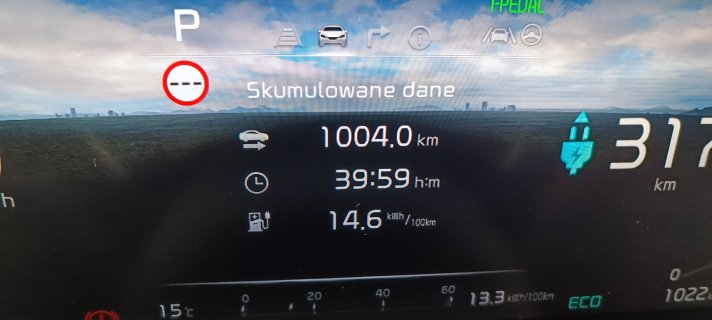 i-PEDAL
P
---
Skumulowane dane
1004.0 km
39:59 h:m
14.6 kWh/100km
317
km
h
15°C
0 20 40 60
13.3 kWh/100km
ECO
0
1022